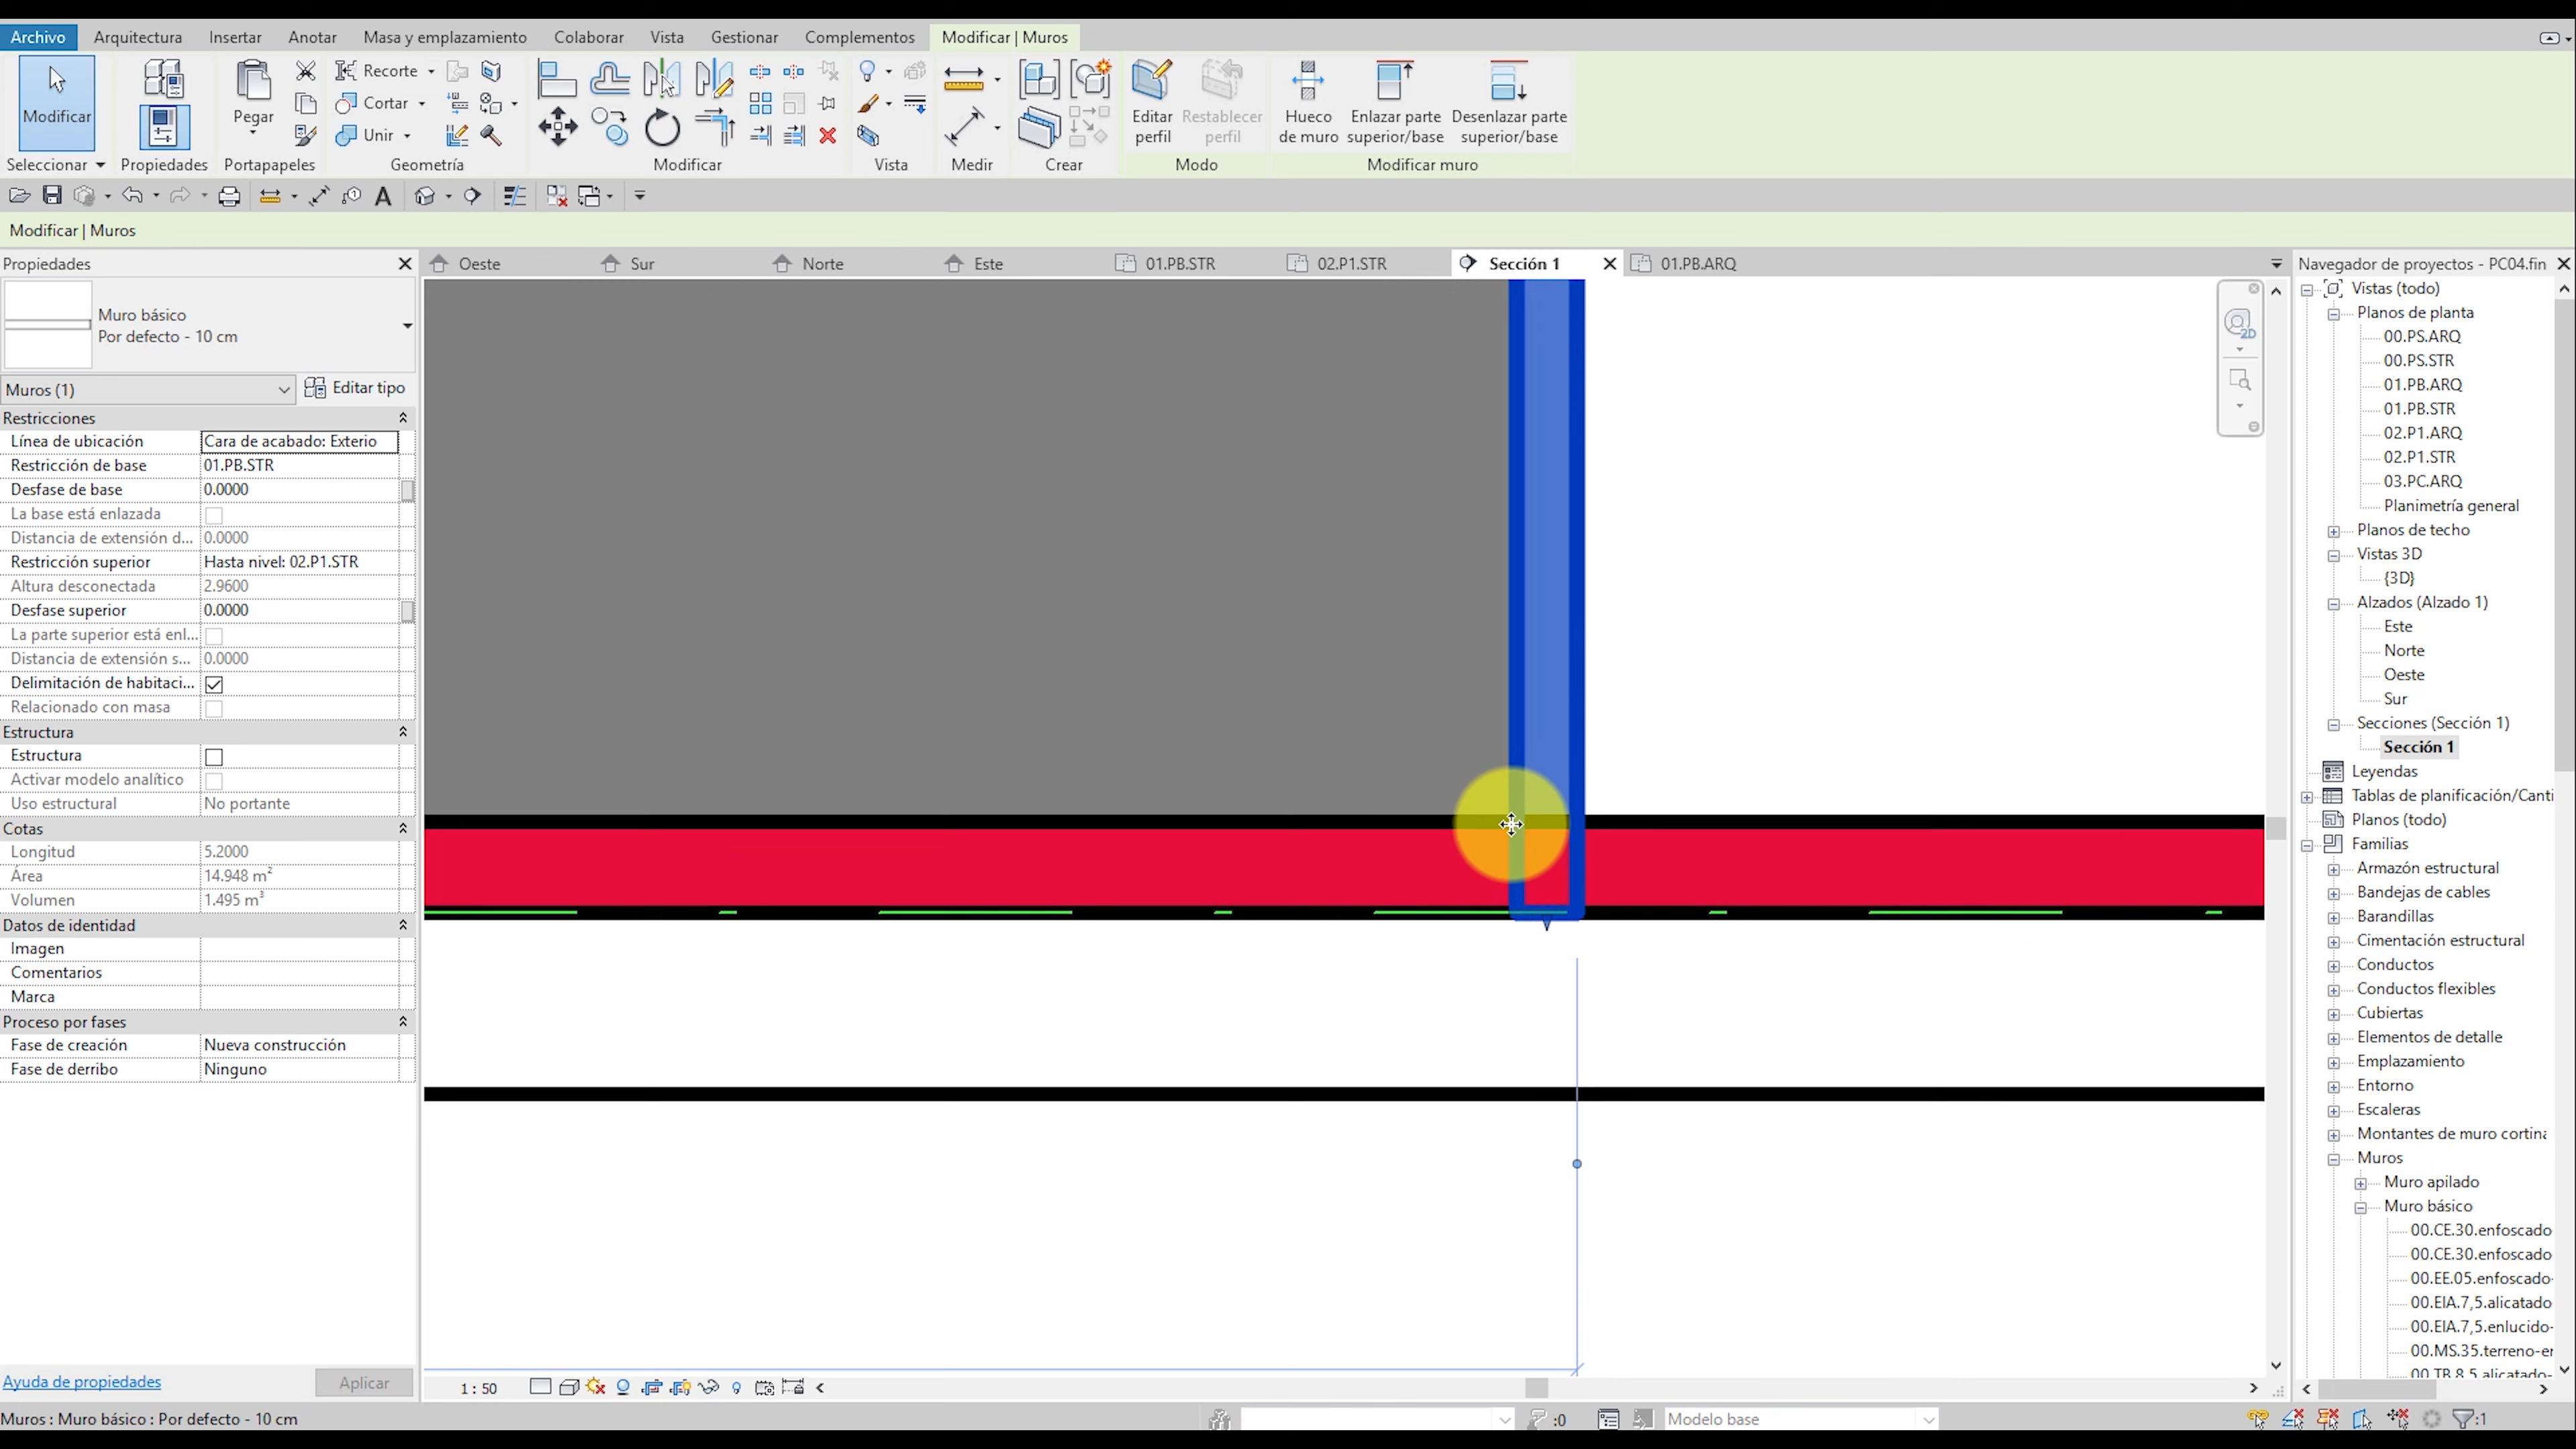 Archivo Arquitectura Insertar Anotar Masa y emplazamiento Colaborar Vista Gestionar Complementos Modificar | Muros
Modificar
Pegar
Recorte
Cortar
Unir
Editar perfil
Restablecer perfil
Hueco de muro
Enlazar parte superior/base
Desenlazar parte superior/base
Seleccionar Propiedades Portapapeles Geometría Modificar Vista Medir Crear Modo Modificar muro
Modificar | Muros
Propiedades
Oeste Sur Norte Este 01.PB.STR 02.P1.STR Sección 1 01.PB.ARQ
Muro básico
Por defecto - 10 cm
Muros (1) Editar tipo
Restricciones
Línea de ubicación Cara de acabado: Exterio
Restricción de base 01.PB.STR
Desfase de base 0.0000
La base está enlazada
Distancia de extensión d... 0.0000
Restricción superior Hasta nivel: 02.P1.STR
Altura desconectada 2.9600
Desfase superior 0.0000
La parte superior está enl...
Distancia de extensión s... 0.0000
Delimitación de habitaci...
Relacionado con masa
Estructura
Estructura
Activar modelo analítico
Uso estructural No portante
Cotas
Longitud 5.2000
Área 14.948 m²
Volumen 1.495 m³
Datos de identidad
Imagen
Comentarios
Marca
Proceso por fases
Fase de creación Nueva construcción
Fase de derribo Ninguno
Ayuda de propiedades Aplicar
2D
1 : 50
Navegador de proyectos - PC04.fin
Vistas (todo)
Planos de planta
00.PS.ARQ
00.PS.STR
01.PB.ARQ
01.PB.STR
02.P1.ARQ
02.P1.STR
03.PC.ARQ
Planimetría general
Planos de techo
Vistas 3D
{3D}
Alzados (Alzado 1)
Este
Norte
Oeste
Sur
Secciones (Sección 1)
Sección 1
Leyendas
Tablas de planificación/Canti
Planos (todo)
Familias
Armazón estructural
Bandejas de cables
Barandillas
Cimentación estructural
Conductos
Conductos flexibles
Cubiertas
Elementos de detalle
Emplazamiento
Entorno
Escaleras
Montantes de muro cortina
Muros
Muro apilado
Muro básico
00.CE.30.enfoscado
00.CE.30.enfoscado
00.EE.05.enfoscado-
00.EIA.7,5.alicatado
00.EIA.7,5.enlucido-
00.MS.35.terreno-er
00.TB.8,5.alicatado-
Muros : Muro básico : Por defecto - 10 cm :0 Modelo base :1